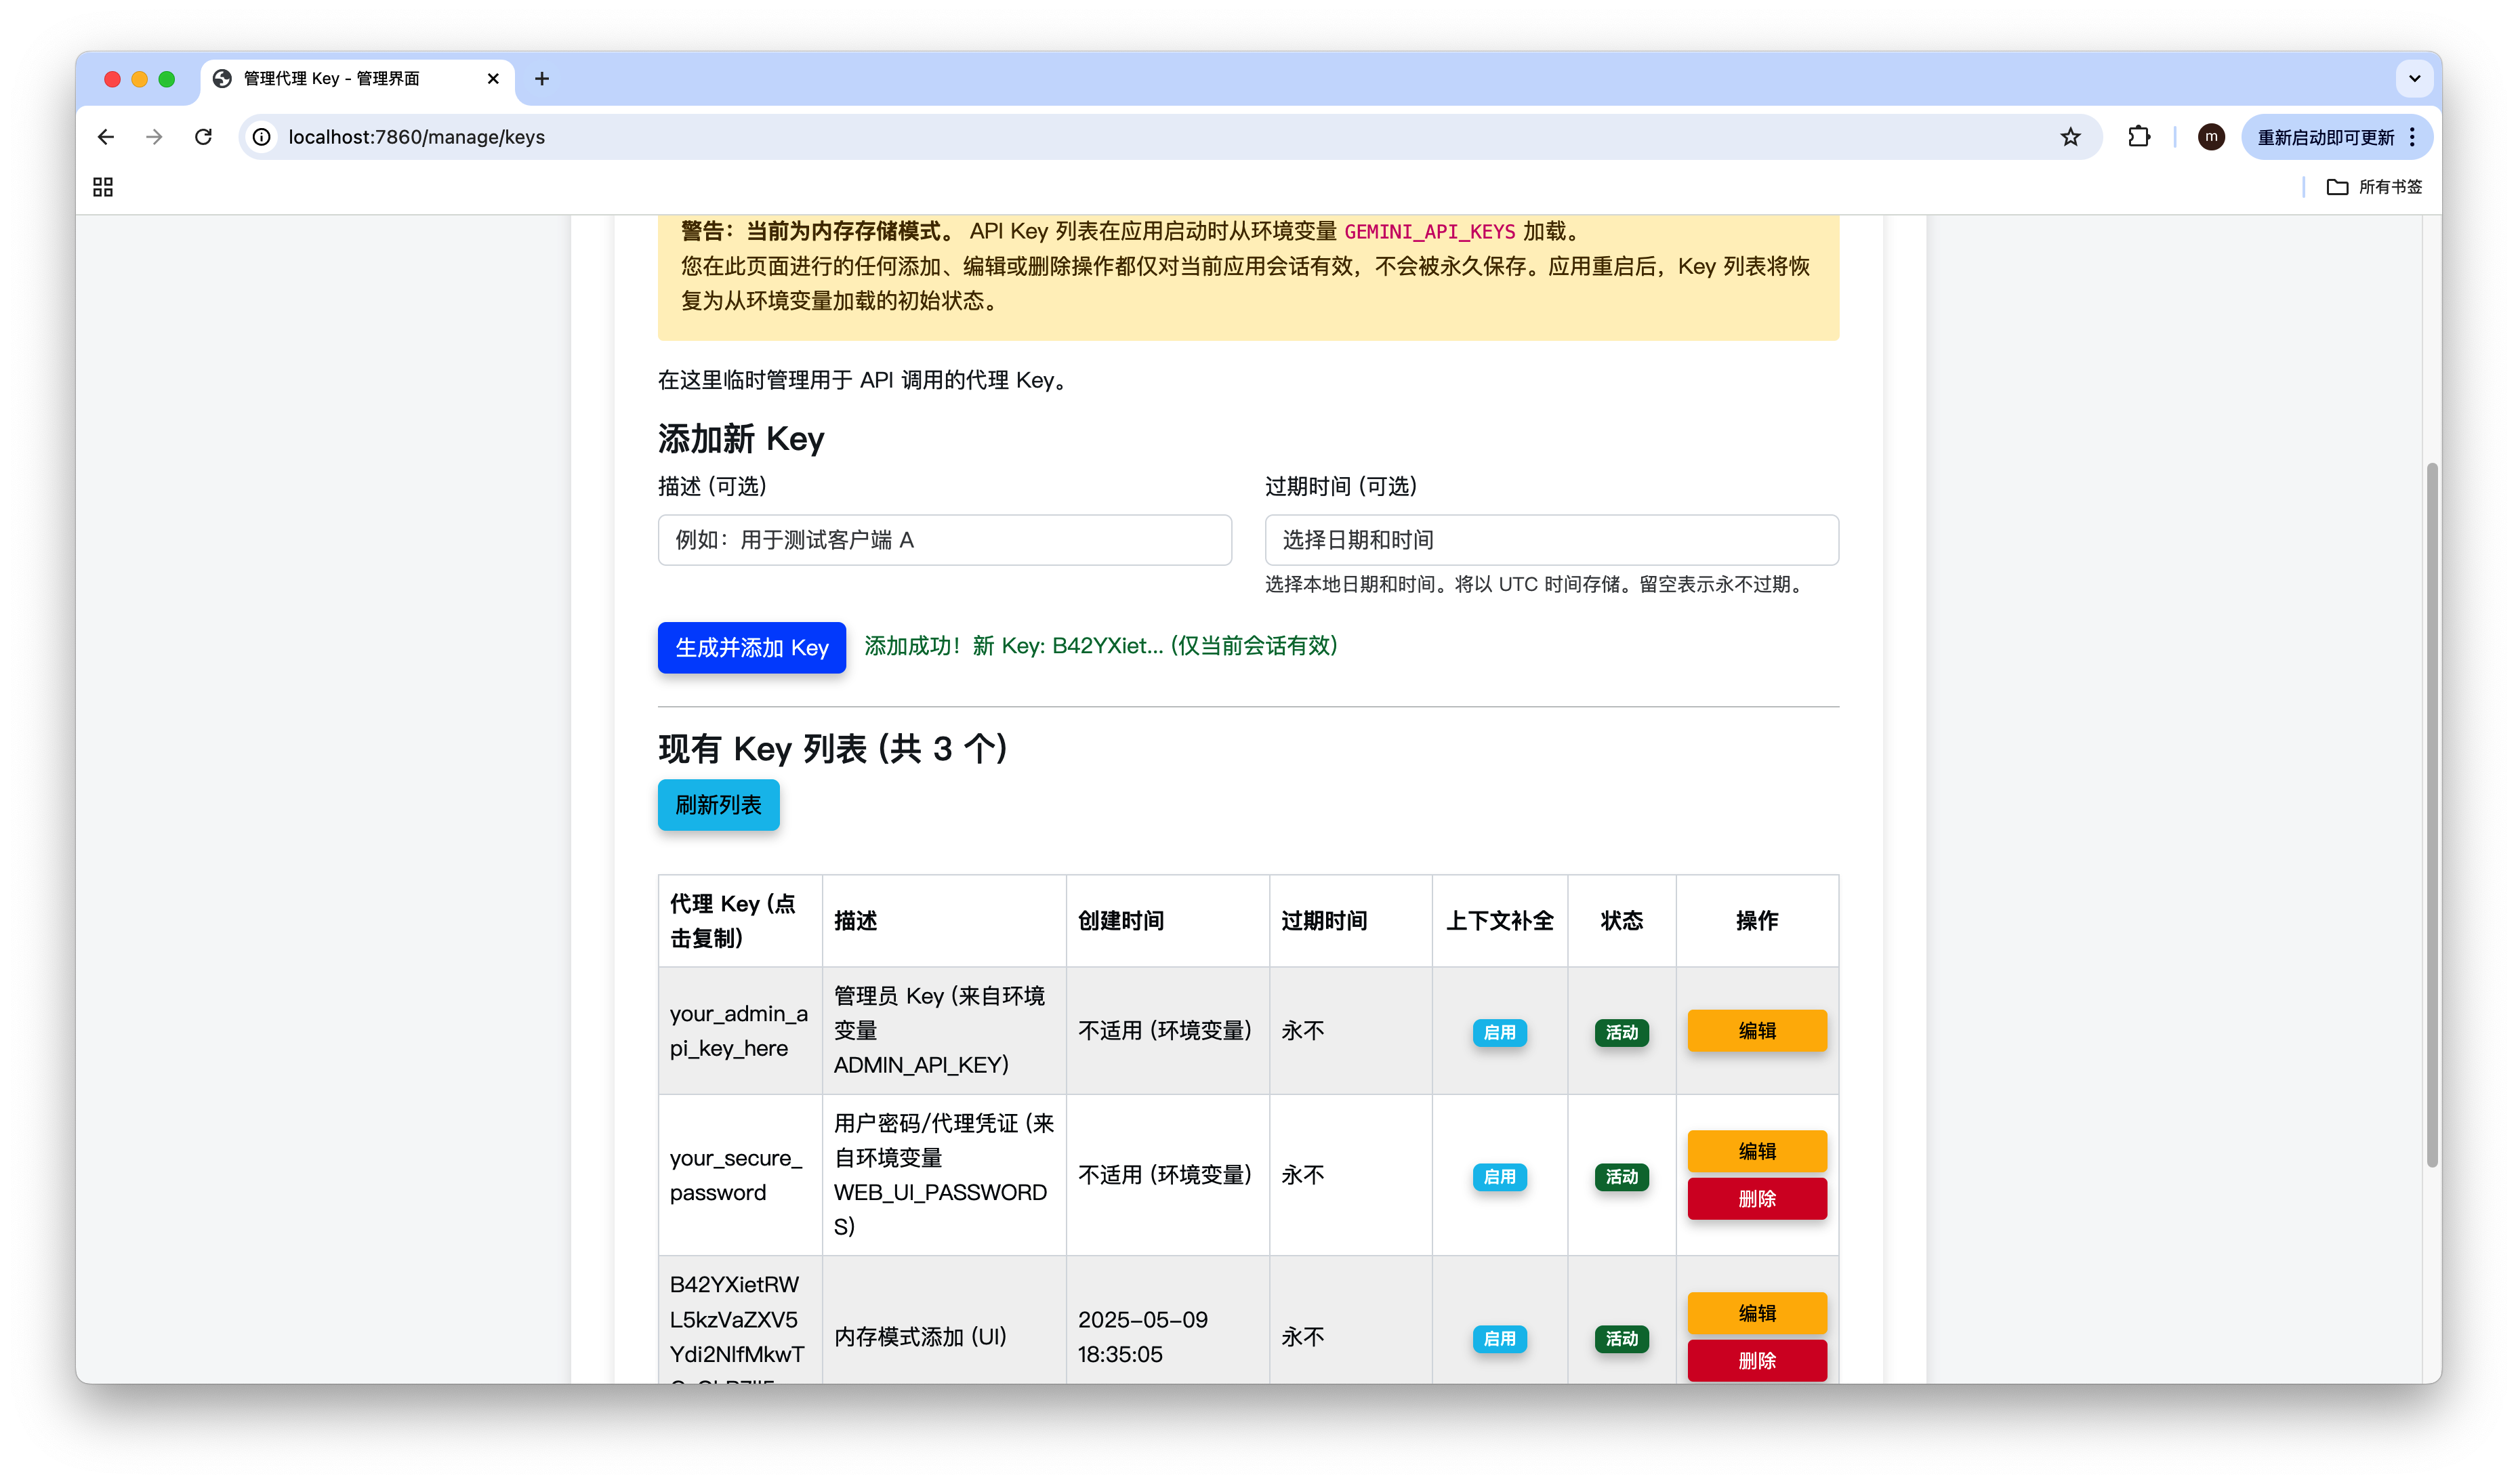 管理代理 Key - 管理界面
localhost:7860/manage/keys
m
重新启动即可更新
所有书签
警告：当前为内存存储模式。 API Key 列表在应用启动时从环境变量 GEMINI_API_KEYS 加载。
您在此页面进行的任何添加、编辑或删除操作都仅对当前应用会话有效，不会被永久保存。应用重启后，Key 列表将恢
复为从环境变量加载的初始状态。
在这里临时管理用于 API 调用的代理 Key。
添加新 Key
描述 (可选)
过期时间 (可选)
例如：用于测试客户端 A
选择日期和时间
选择本地日期和时间。将以 UTC 时间存储。留空表示永不过期。
生成并添加 Key
添加成功！新 Key: B42YXiet... (仅当前会话有效)
现有 Key 列表 (共 3 个)
刷新列表
代理 Key (点
击复制)
描述
创建时间
过期时间
上下文补全
状态
操作
your_admin_a
pi_key_here
管理员 Key (来自环境
变量
ADMIN_API_KEY)
不适用 (环境变量)
永不
启用
活动
编辑
your_secure_
password
用户密码/代理凭证 (来
自环境变量
WEB_UI_PASSWORD
S)
不适用 (环境变量)
永不
启用
活动
编辑
删除
B42YXietRW
L5kzVaZXV5
Ydi2NlfMkwT
内存模式添加 (UI)
2025-05-09
18:35:05
永不
启用
活动
编辑
删除